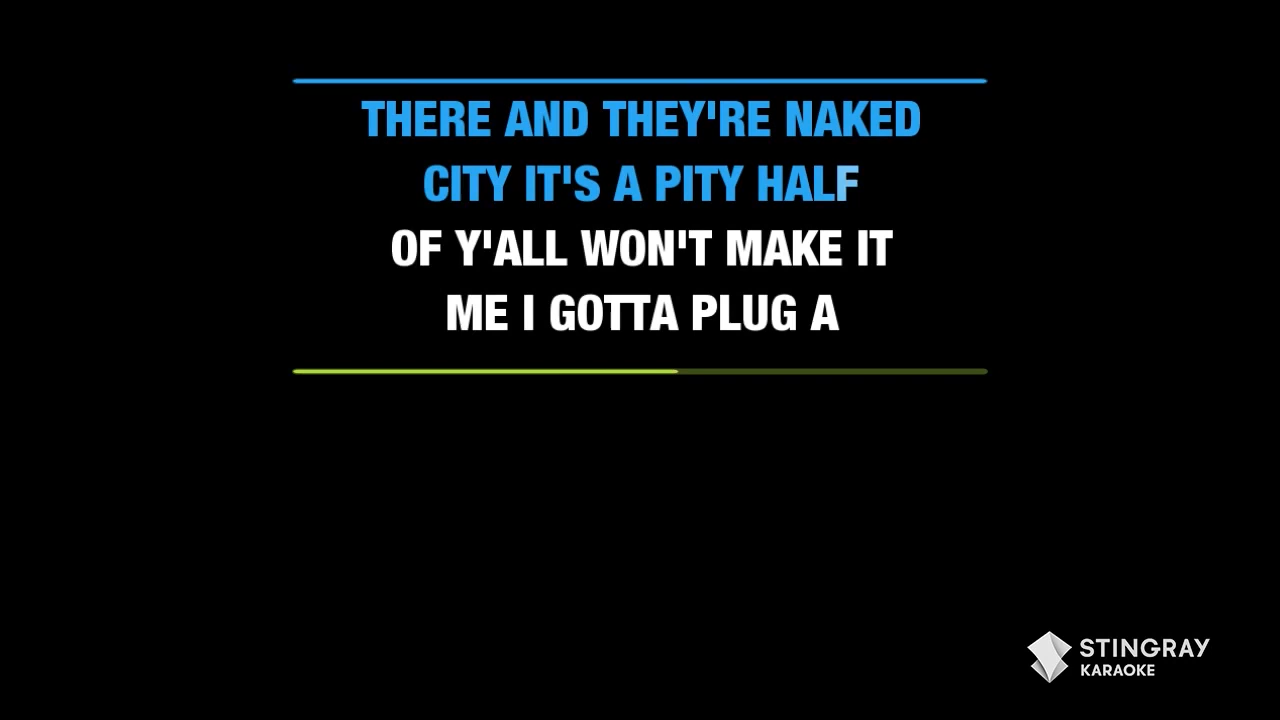 THERE AND THEY'RE NAKED
CITY IT'S A PITY HALF
OF Y'ALL WON'T MAKE IT
ME I GOTTA PLUG A
STINGRAY
KARAOKE